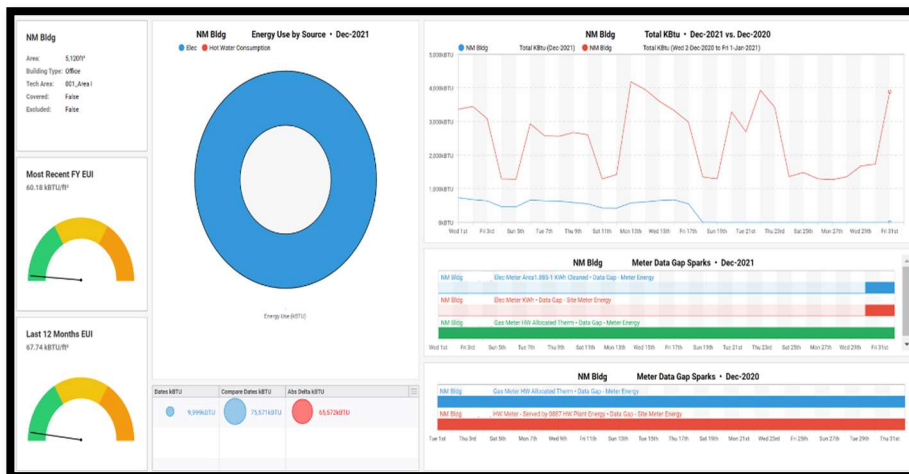 NM Bldg
Area: 5,120ft²
Building Type: Office
Tech Area: 001_Area I
Covered: False
Excluded: False
Most Recent FY EUI
60.18 kBTU/ft²
Last 12 Months EUI
67.74 kBTU/ft²
NM Bldg Energy Use by Source • Dec-2021
Elec Hot Water Consumption
Energy Use (kBTU)
Dates kBTU Compare Dates kBTU Abs Delta kBTU
9,999kBTU 75,571kBTU 65,572kBTU
NM Bldg Total KBtu • Dec-2021 vs. Dec-2020
NM Bldg Total KBtu (Dec-2021) NM Bldg Total KBtu (Wed 2-Dec-2020 to Fri 1-Jan-2021)
5,000kBTU
4,000kBTU
3,000kBTU
2,000kBTU
1,000kBTU
0kBTU
Wed 1st Fri 3rd Sun 5th Tue 7th Thu 9th Sat 11th Mon 13th Wed 15th Fri 17th Sun 19th Tue 21st Thu 23rd Sat 25th Mon 27th Wed 29th Fri 31st
NM Bldg Meter Data Gap Sparks • Dec-2021
NM Bldg Elec Meter KWh • Data Gap - Site Meter Energy
NM Bldg Gas Meter HW Allocated Therm • Data Gap - Meter Energy
Wed 1st Fri 3rd Sun 5th Tue 7th Thu 9th Sat 11th Mon 13th Wed 15th Fri 17th Sun 19th Tue 21st Thu 23rd Sat 25th Mon 27th Wed 29th Fri 31st
NM Bldg Meter Data Gap Sparks • Dec-2020
NM Bldg Gas Meter HW Allocated Therm • Data Gap - Meter Energy
NM Bldg HW Meter - Served by 0887 HW Plant Energy • Data Gap - Site Meter Energy
Tue 1st Thu 3rd Sat 5th Mon 7th Wed 9th Fri 11th Sun 13th Tue 15th Thu 17th Sat 19th Mon 21st Wed 23rd Fri 25th Sun 27th Tue 29th Thu 31st